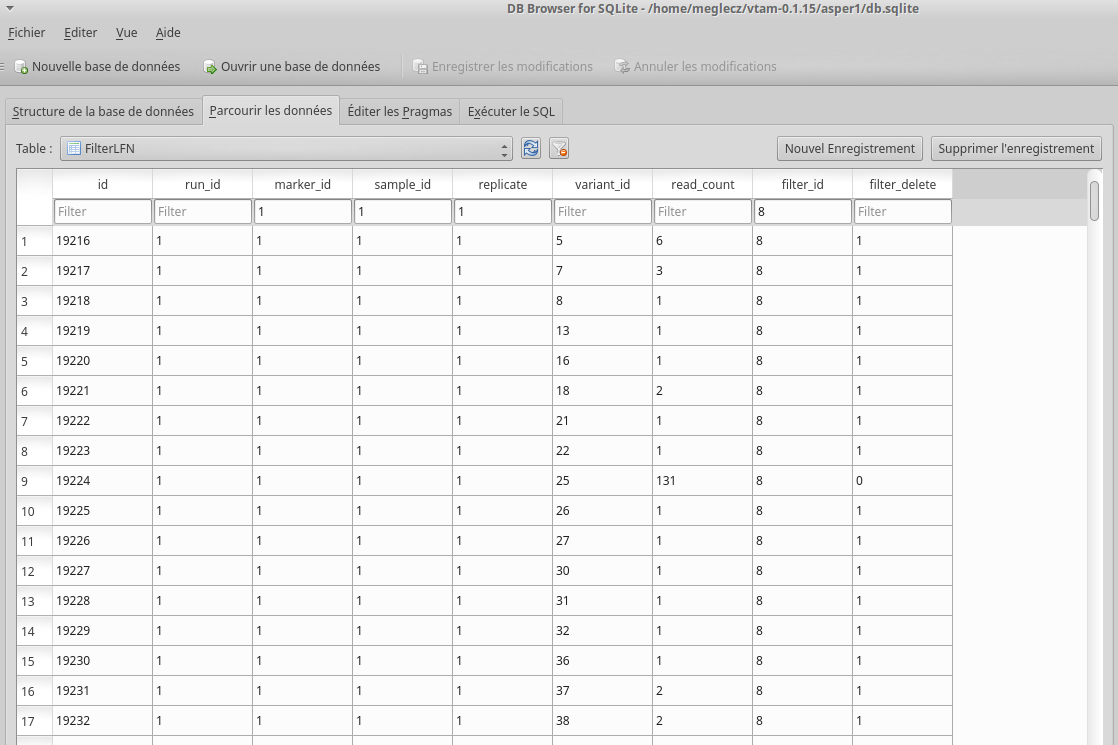 DB Browser for SQLite - /home/meglecz/vtam-0.1.15/asper1/db.sqlite
Fichier Editer Vue Aide
Nouvelle base de données Ouvrir une base de données Enregistrer les modifications Annuler les modifications
Structure de la base de données Parcourir les données Éditer les Pragmas Exécuter le SQL
Table : FilterLFN Nouvel Enregistrement Supprimer l'enregistrement
id run_id marker_id sample_id replicate variant_id read_count filter_id filter_delete
Filter Filter 1 1 1 Filter Filter 8 Filter
1 19216 1 1 1 1 5 6 8 1
2 19217 1 1 1 1 7 3 8 1
3 19218 1 1 1 1 8 1 8 1
4 19219 1 1 1 1 13 1 8 1
5 19220 1 1 1 1 16 1 8 1
6 19221 1 1 1 1 18 2 8 1
7 19222 1 1 1 1 21 1 8 1
8 19223 1 1 1 1 22 1 8 1
9 19224 1 1 1 1 25 131 8 0
10 19225 1 1 1 1 26 1 8 1
11 19226 1 1 1 1 27 1 8 1
12 19227 1 1 1 1 30 1 8 1
13 19228 1 1 1 1 31 1 8 1
14 19229 1 1 1 1 32 1 8 1
15 19230 1 1 1 1 36 1 8 1
16 19231 1 1 1 1 37 2 8 1
17 19232 1 1 1 1 38 2 8 1